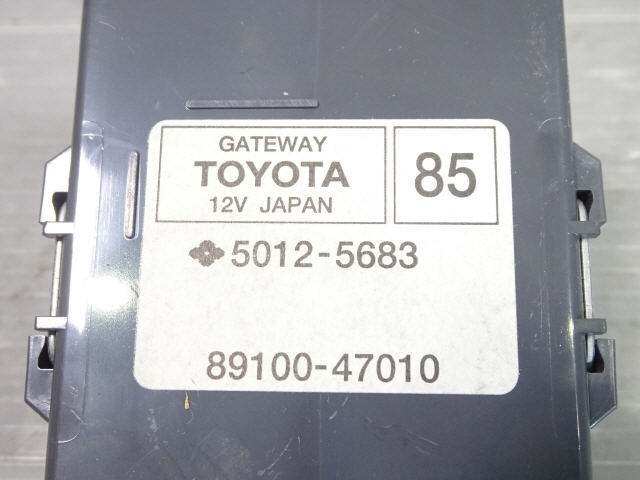 GATEWAY
TOYOTA
12V JAPAN
85
5012-5683
89100-47010